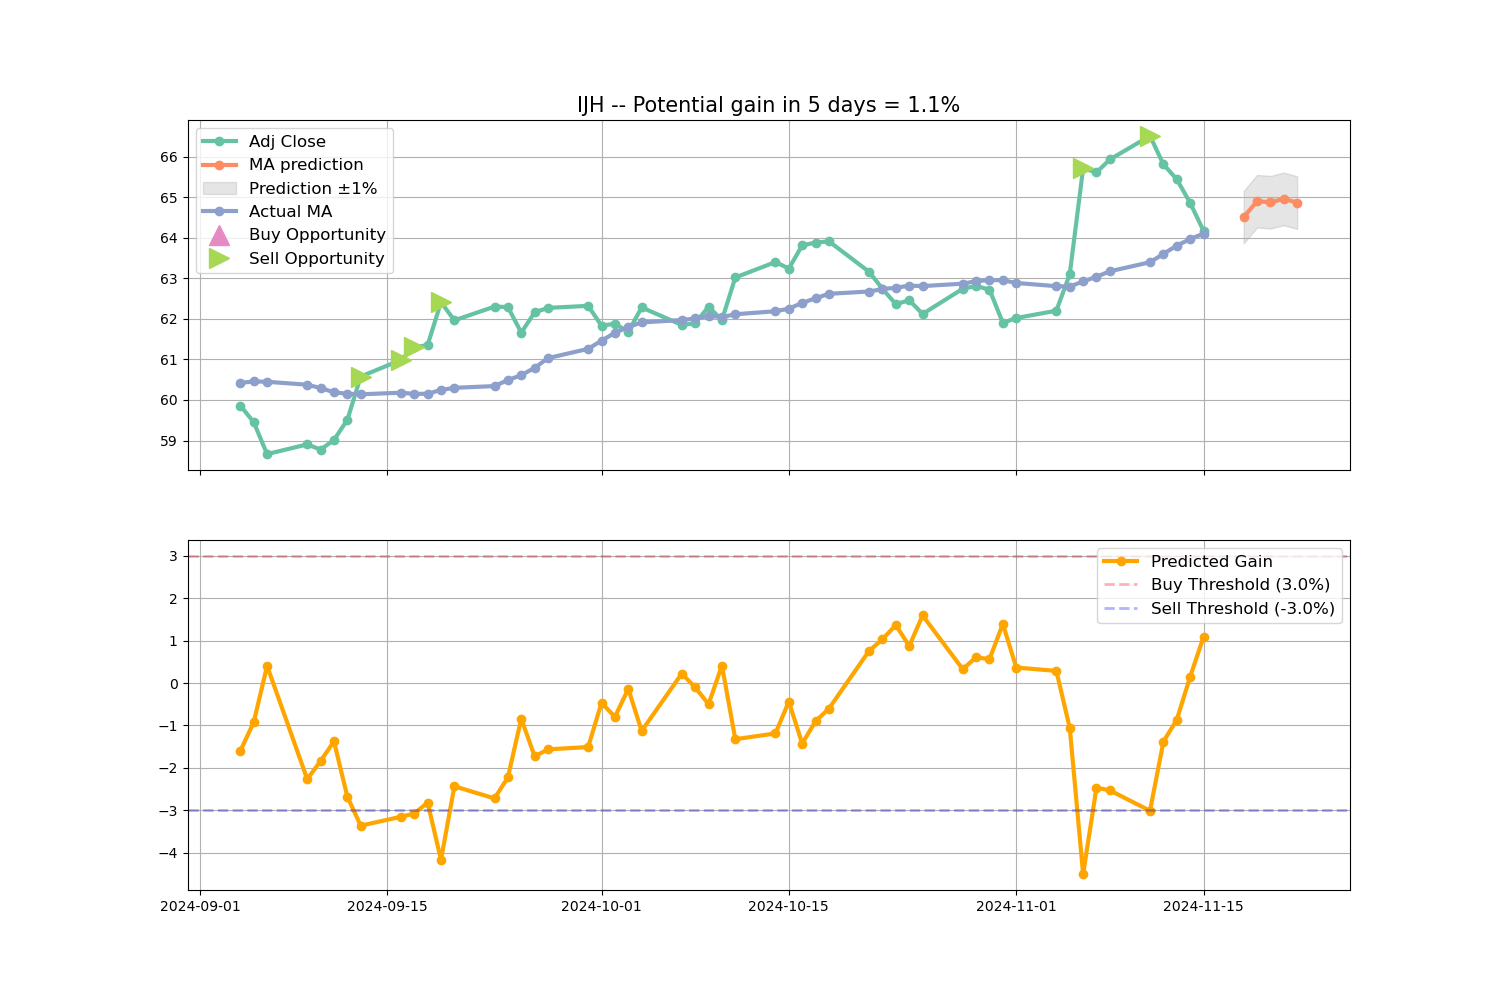 IJH -- Potential gain in 5 days = 1.1%
Adj Close
MA prediction
Prediction ±1%
Actual MA
Buy Opportunity
Sell Opportunity
66
65
64
63
62
61
60
59
Predicted Gain
Buy Threshold (3.0%)
Sell Threshold (-3.0%)
3
2
1
0
−1
−2
−3
−4
2024-09-01
2024-09-15
2024-10-01
2024-10-15
2024-11-01
2024-11-15